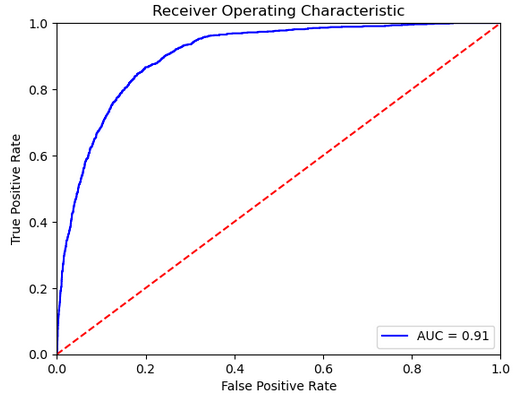 Receiver Operating Characteristic
1.0
0.8
0.6
0.4
0.2
0.0
True Positive Rate
AUC = 0.91
0.0 0.2 0.4 0.6 0.8 1.0
False Positive Rate